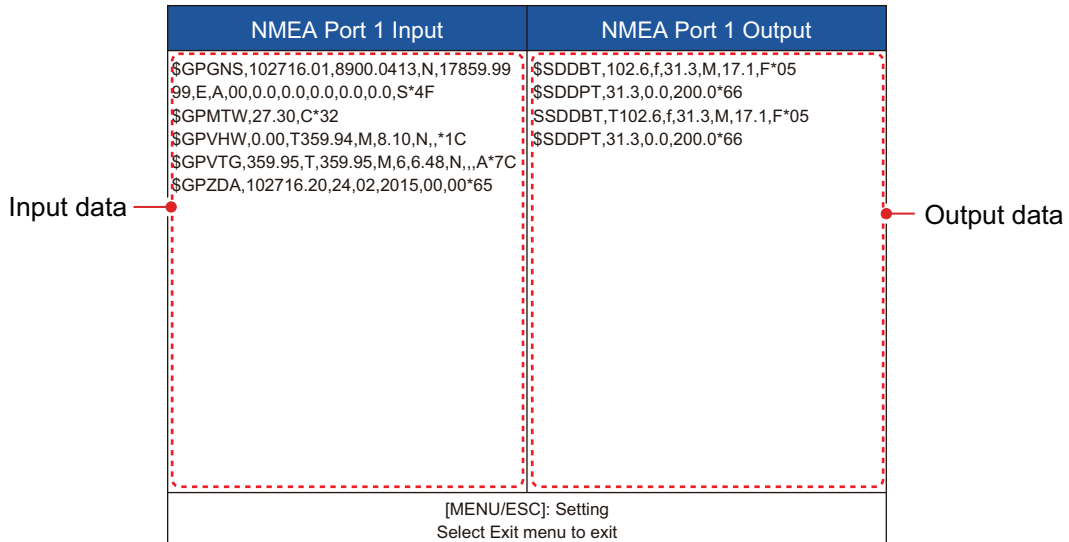 NMEA Port 1 Input
NMEA Port 1 Output
$GPGNS,102716.01,8900.0413,N,17859.99
99,E,A,00,0.0,0.0,0.0,0.0,0.0,S*4F
$GPMTW,27.30,C*32
$GPVHW,0.00,T359.94,M,8.10,N,,*1C
$GPVTG,359.95,T,359.95,M,6,6.48,N,,,A*7C
$GPZDA,102716.20,24,02,2015,00,00*65
$SDDBT,102.6,f,31.3,M,17.1,F*05
$SDDPT,31.3,0.0,200.0*66
SSDDBT,T102.6,f,31.3,M,17.1,F*05
$SDDPT,31.3,0.0,200.0*66
Input data
Output data
[MENU/ESC]: Setting
Select Exit menu to exit